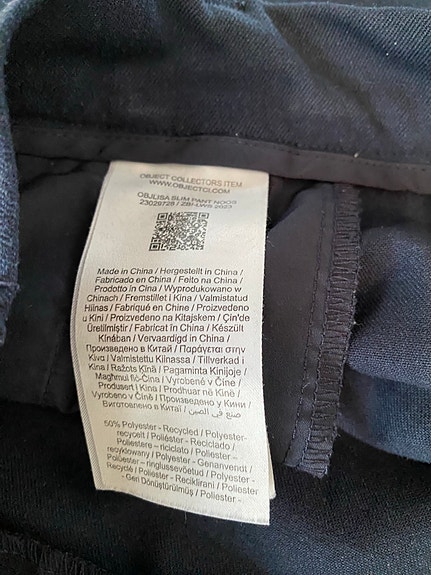 OBJECT COLLECTORS ITEM
WWW.OBJECTCI.COM
OBJLISA SLIM PANT NOOS
23029728 / ZBI-LWS 2023
Made in China / Hergestellt in China /
Fabricado en China / Feito na China /
Prodotto in Cina / Wyprodukowano w
Chinach / Fremstillet i Kina / Valmistatud
Hiinas / Fabriqué en Chine / Proizvedeno
u Kini / Proizvedeno na Kitajskem / Çin'de
Üretilmiştir / Fabricat în China / Készült
Kínában / Vervaardigd in China /
Произведено в Китай / Παράγεται στην
Κίνα / Valmistettu Kiinassa / Tillverkad i
Kina / Ražots Ķīnā / Pagaminta Kinijoje /
Magħmul fiċ-Ċina / Vyrobené v Číne /
Produsert i Kina / Prodhuar në Kinë /
Vyrobeno v Číně / Произведено у Кини /
Виготовлено в Китаї / صنع في الصين
50% Polyester - Recycled / Polyester-
recycelt / Poliéster - Reciclado /
Poliestere - riciclato / Poliester -
recyklowany / Polyester - Genanvendt /
Polüester - ringlussevõetud / Polyester -
Recyclé / Poliester - Reciklirani / Poliester
- Geri Dönüştürülmüş / Poliester -